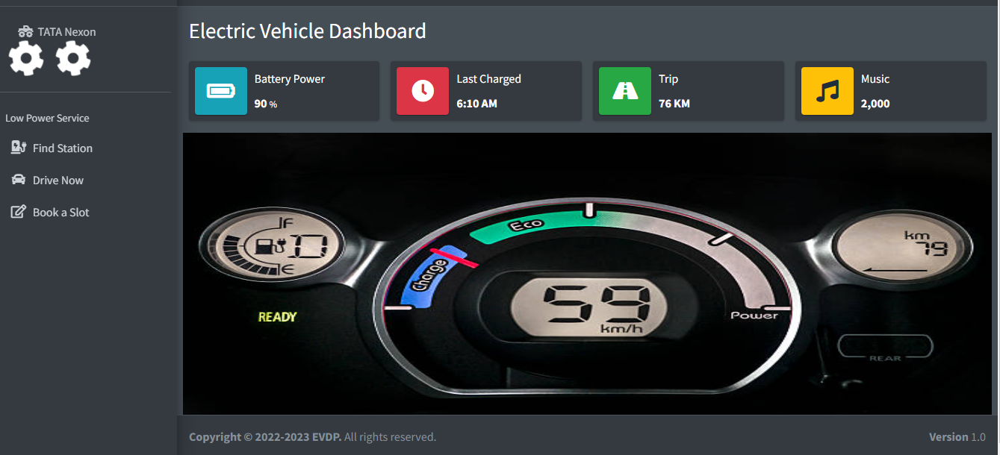 TATA Nexon
Low Power Service
Find Station
Drive Now
Book a Slot
Electric Vehicle Dashboard
Battery Power
90 %
Last Charged
6:10 AM
Trip
76 KM
Music
2,000
F
D
E
READY
Charge
Eco
Power
59
km/h
km
79
REAR
Copyright © 2022-2023 EVDP. All rights reserved.
Version 1.0